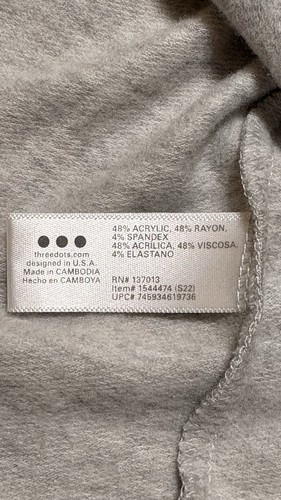 threedots.com
designed in U.S.A.
Made in CAMBODIA
Hecho en CAMBOYA
48% ACRYLIC, 48% RAYON,
4% SPANDEX
48% ACRÍLICA, 48% VISCOSA,
4% ELASTANO
RN# 137013
Item# 1544474 (S22)
UPC# 745934619736